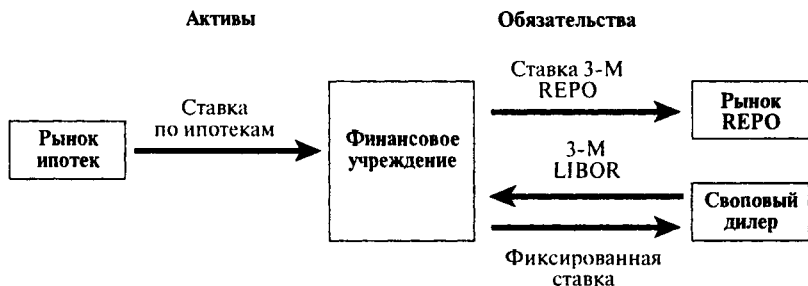 Активы
Обязательства
Рынок
ипотек
Ставка
по ипотекам
Финансовое
учреждение
Ставка 3-М
REPO
Рынок
REPO
3-М
LIBOR
Своповый
дилер
Фиксированная
ставка